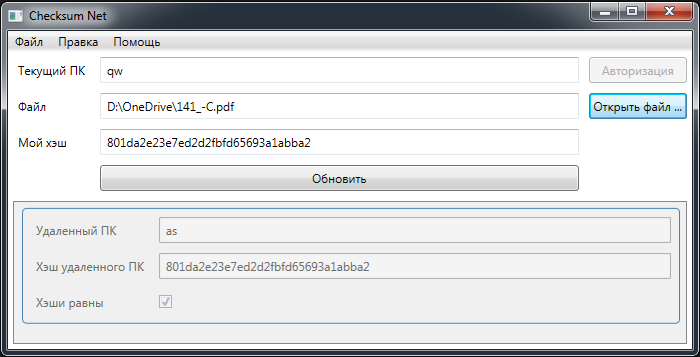 Checksum Net
Файл Правка Помощь
Текущий ПК qw Авторизация
Файл D:\OneDrive\141_-C.pdf Открыть файл ...
Мой хэш 801da2e23e7ed2d2fbfd65693a1abba2
Обновить
Удаленный ПК as
Хэш удаленного ПК 801da2e23e7ed2d2fbfd65693a1abba2
Хэши равны